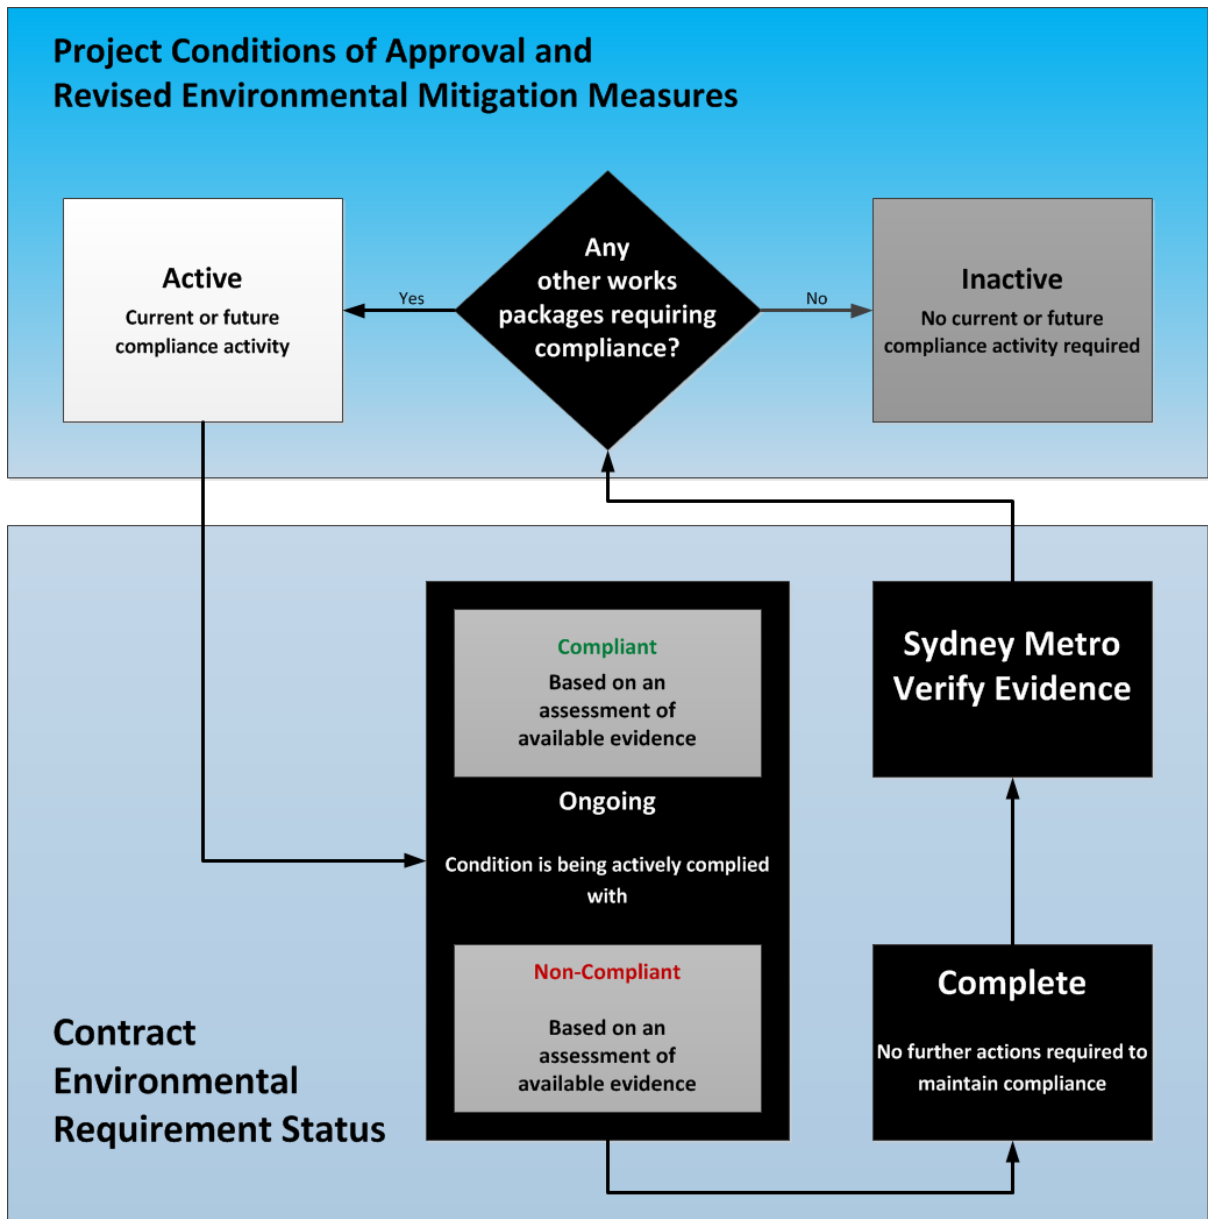 Project Conditions of Approval and
Revised Environmental Mitigation Measures
Active
Current or future
compliance activity
Yes
Any
other works
packages requiring
compliance?
No
Inactive
No current or future
compliance activity required
Compliant
Based on an
assessment of
available evidence
Ongoing
Condition is being actively complied
with
Non-Compliant
Based on an
assessment of
available evidence
Sydney Metro
Verify Evidence
Complete
No further actions required to
maintain compliance
Contract
Environmental
Requirement Status